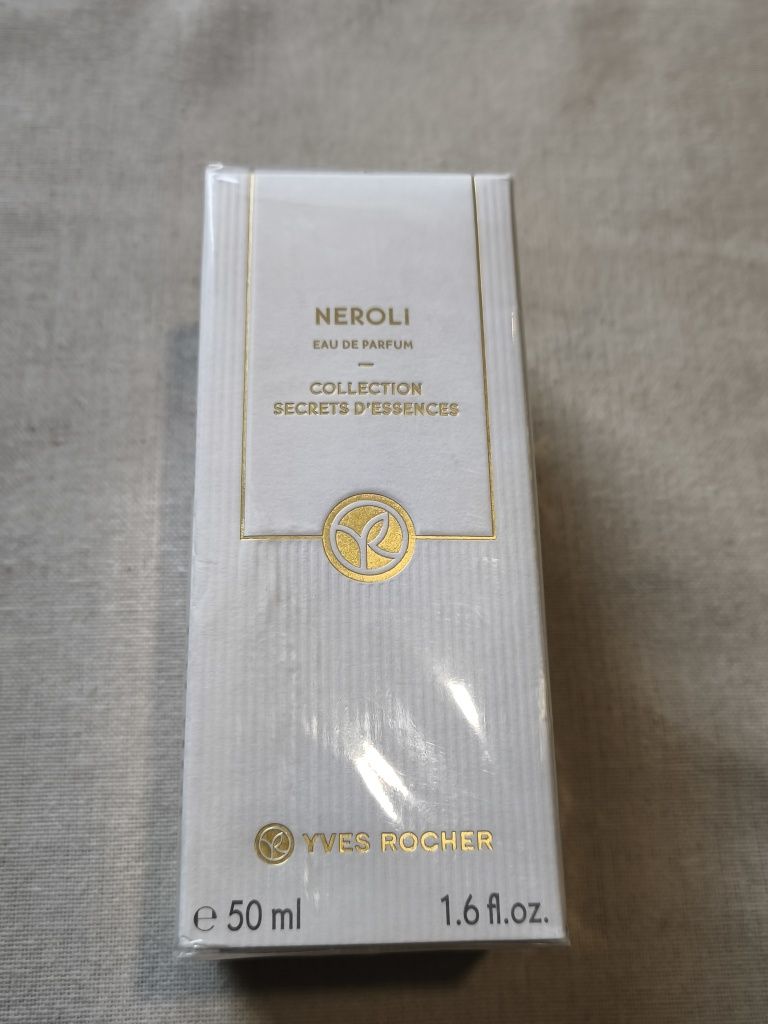 NEROLI
EAU DE PARFUM
COLLECTION
SECRETS D'ESSENCES
YVES ROCHER
℮ 50 ml 1.6 fl.oz.